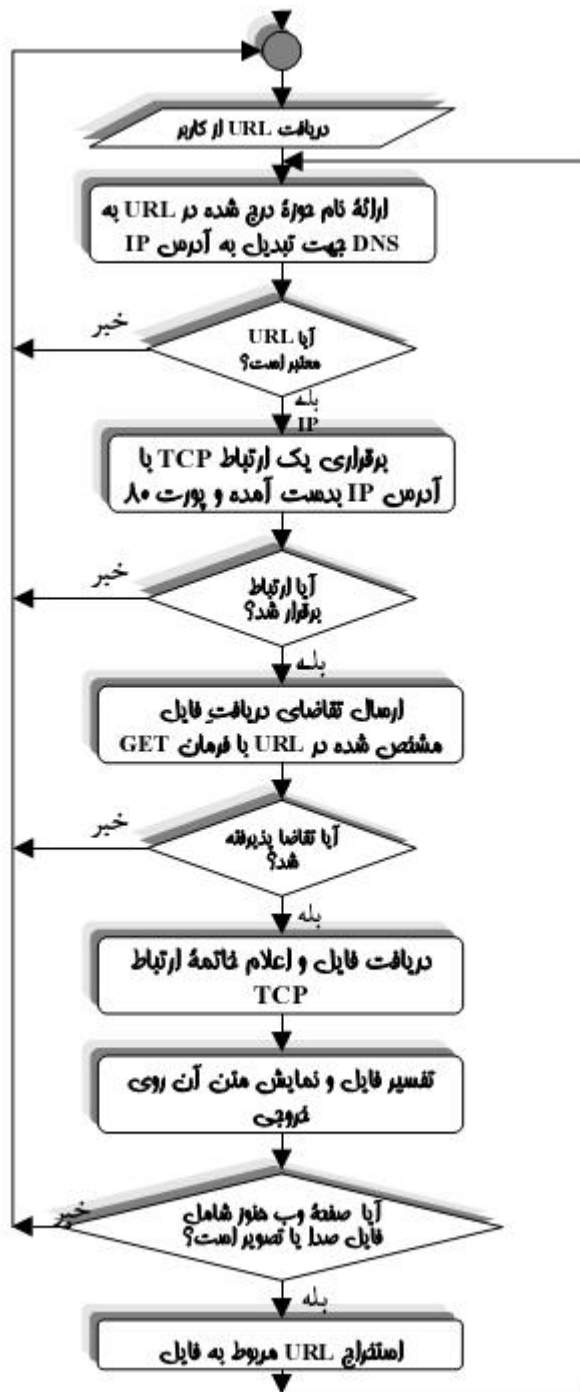 دریافت URL از کاربر
ارائهٔ نام حوزهٔ درج شده در URL به
DNS جهت تبدیل به آدرس IP
خیر
آیا URL
معتبر است؟
بله
IP
برقراری یک ارتباط TCP با
آدرس IP بدست آمده و پورت ۸۰
خیر
آیا ارتباط
برقرار شد؟
بله
ارسال تقاضای دریافتِ فایل
مشخص شده در URL با فرمان GET
خیر
آیا تقاضا پذیرفته
شد؟
بله
دریافت فایل و اعلام خاتمهٔ ارتباط
TCP
تفسیر فایل و نمایش متن آن روی
خروجی
خیر
آیا صفحهٔ وب هنوز شامل
فایل صدا یا تصویر است؟
بله
استخراج URL مربوط به فایل